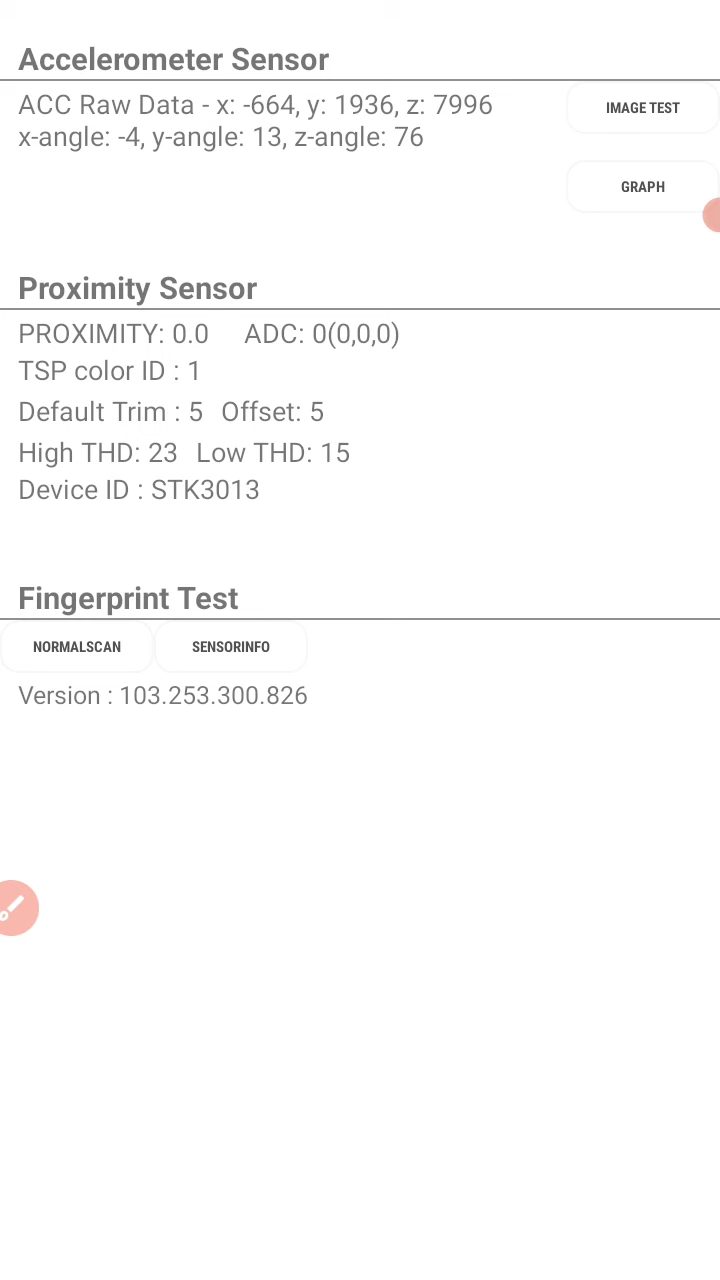 Accelerometer Sensor
ACC Raw Data - x: -664, y: 1936, z: 7996
x-angle: -4, y-angle: 13, z-angle: 76
IMAGE TEST
GRAPH
Proximity Sensor
PROXIMITY: 0.0 ADC: 0(0,0,0)
TSP color ID : 1
Default Trim : 5 Offset: 5
High THD: 23 Low THD: 15
Device ID : STK3013
Fingerprint Test
NORMALSCAN SENSORINFO
Version : 103.253.300.826